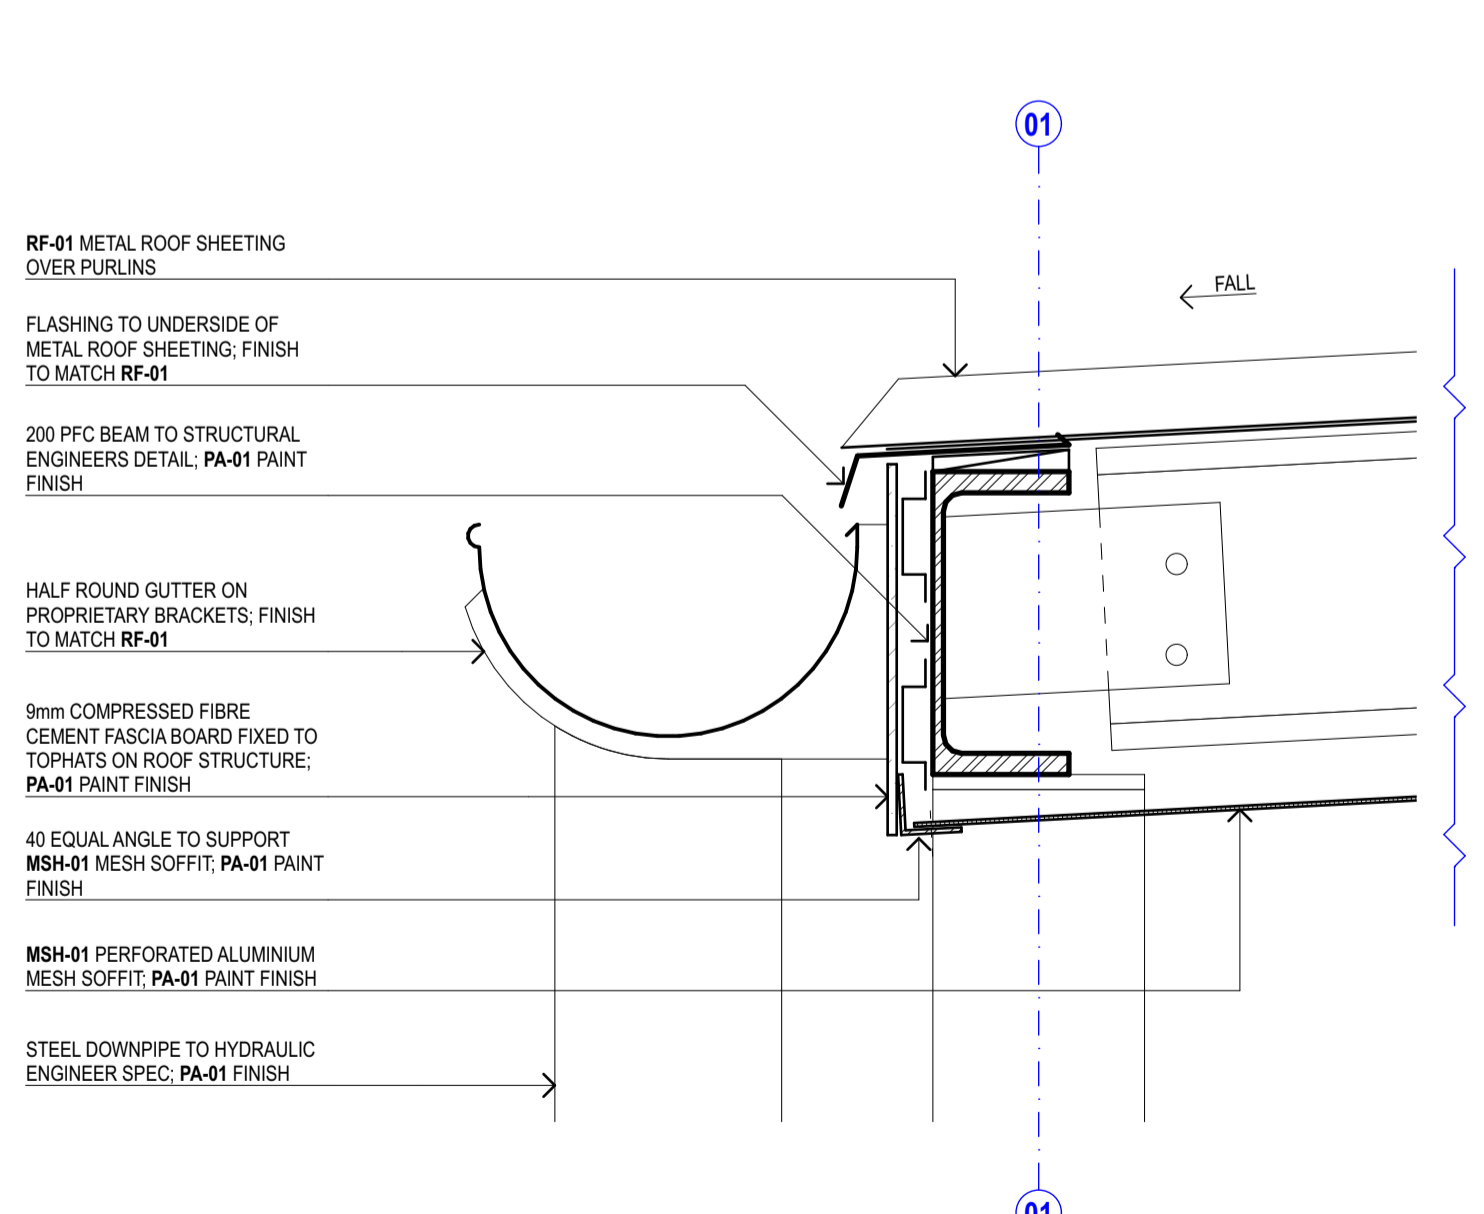 01
RF-01 METAL ROOF SHEETING
OVER PURLINS
FALL
FLASHING TO UNDERSIDE OF
METAL ROOF SHEETING; FINISH
TO MATCH RF-01
200 PFC BEAM TO STRUCTURAL
ENGINEERS DETAIL; PA-01 PAINT
FINISH
HALF ROUND GUTTER ON
PROPRIETARY BRACKETS; FINISH
TO MATCH RF-01
9mm COMPRESSED FIBRE
CEMENT FASCIA BOARD FIXED TO
TOPHATS ON ROOF STRUCTURE;
PA-01 PAINT FINISH
40 EQUAL ANGLE TO SUPPORT
MSH-01 MESH SOFFIT; PA-01 PAINT
FINISH
MSH-01 PERFORATED ALUMINIUM
MESH SOFFIT; PA-01 PAINT FINISH
STEEL DOWNPIPE TO HYDRAULIC
ENGINEER SPEC; PA-01 FINISH
01